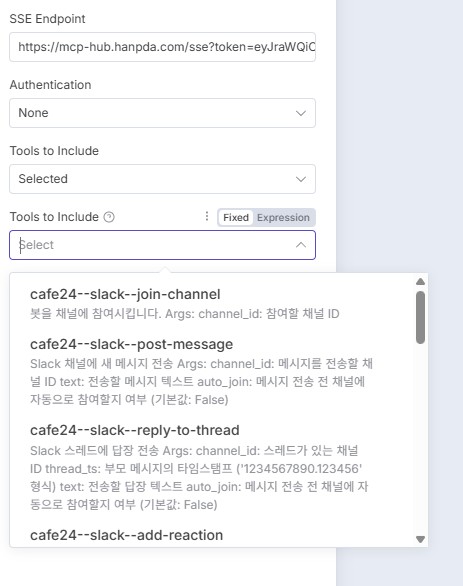 SSE Endpoint
https://mcp-hub.hanpda.com/sse?token=eyJraWQiC
Authentication
None
Tools to Include
Selected
Tools to Include
Fixed Expression
Select
cafe24--slack--join-channel
봇을 채널에 참여시킵니다. Args: channel_id: 참여할 채널 ID
cafe24--slack--post-message
Slack 채널에 새 메시지 전송 Args: channel_id: 메시지를 전송할 채
널 ID text: 전송할 메시지 텍스트 auto_join: 메시지 전송 전 채널에
자동으로 참여할지 여부 (기본값: False)
cafe24--slack--reply-to-thread
Slack 스레드에 답장 전송 Args: channel_id: 스레드가 있는 채널
ID thread_ts: 부모 메시지의 타임스탬프 ('1234567890.123456'
형식) text: 전송할 답장 텍스트 auto_join: 메시지 전송 전 채널에 자
동으로 참여할지 여부 (기본값: False)
cafe24--slack--add-reaction